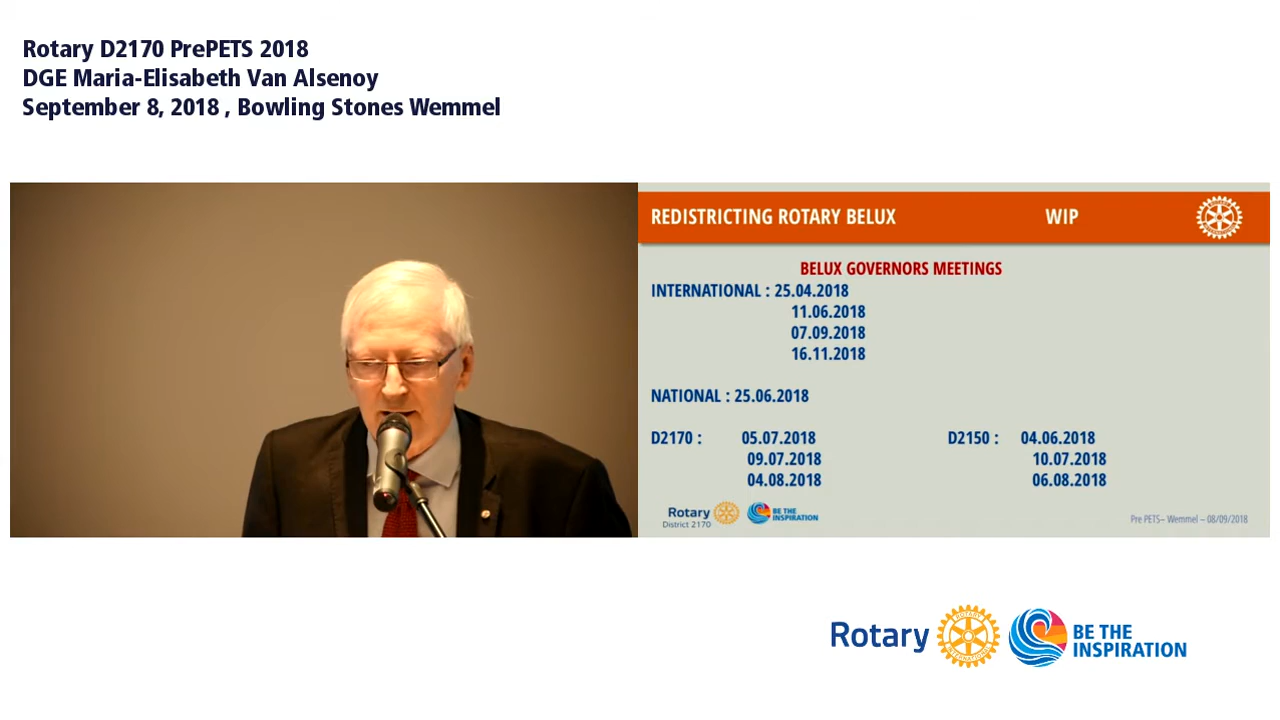 Rotary D2170 PrePETS 2018
DGE Maria-Elisabeth Van Alsenoy
September 8, 2018 , Bowling Stones Wemmel
REDISTRICTING ROTARY BELUX WIP
BELUX GOVERNORS MEETINGS
INTERNATIONAL : 25.04.2018
11.06.2018
07.09.2018
16.11.2018
NATIONAL : 25.06.2018
D2170 : 05.07.2018 D2150 : 04.06.2018
09.07.2018 10.07.2018
04.08.2018 06.08.2018
Rotary
District 2170
BE THE
INSPIRATION
Pre PETS– Wemmel – 08/09/2018
Rotary
BE THE
INSPIRATION